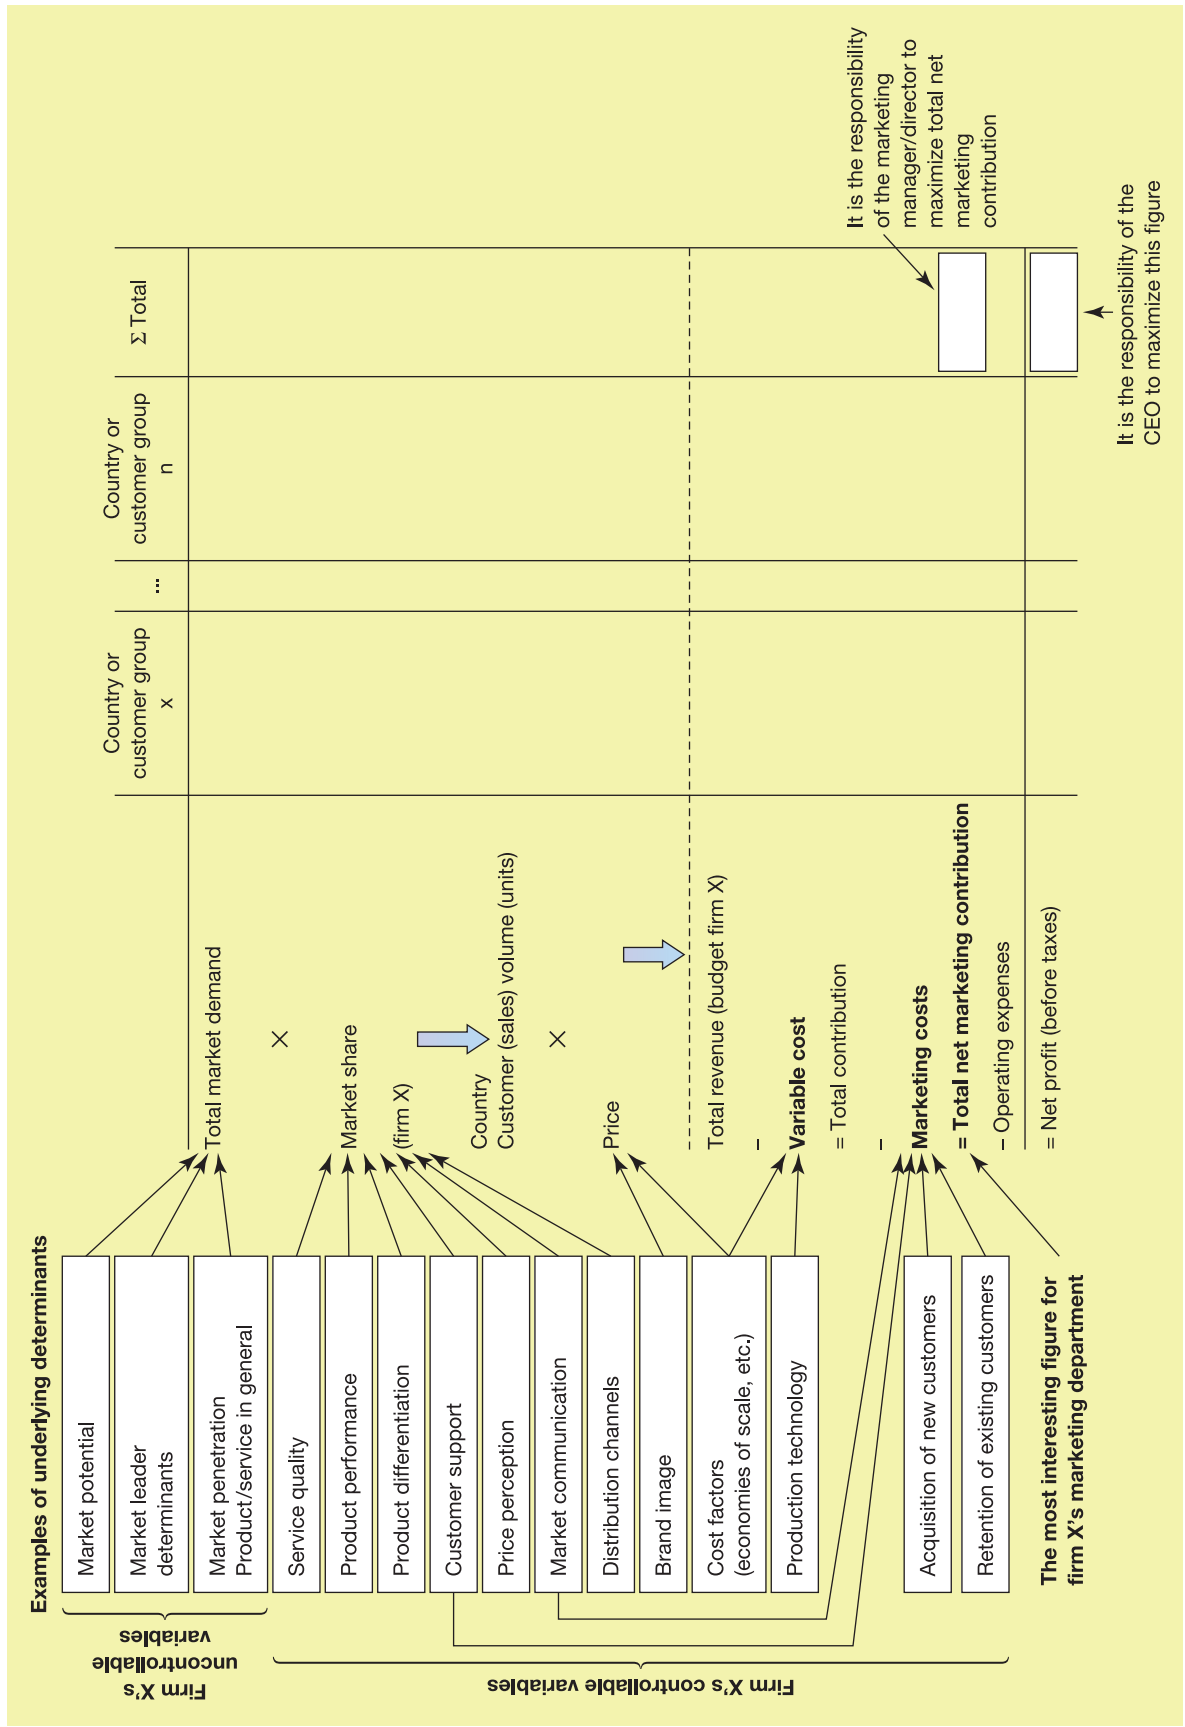 Examples of underlying determinants
Firm X's
uncontrollable
variables
Firm X's controllable variables
Market potential
Market leader
determinants
Market penetration
Product/service in general
Service quality
Product performance
Product differentiation
Customer support
Price perception
Market communication
Distribution channels
Brand image
Cost factors
(economies of scale, etc.)
Production technology
Acquisition of new customers
Retention of existing customers
The most interesting figure for
firm X's marketing department
Total market demand
×
Market share
(firm X)
Country
Customer (sales) volume (units)
×
Price
Total revenue (budget firm X)
–
Variable cost
= Total contribution
–
Marketing costs
= Total net marketing contribution
– Operating expenses
= Net profit (before taxes)
Country or
customer group
x
...
Country or
customer group
n
Σ Total
It is the responsibility
of the marketing
manager/director to
maximize total net
marketing
contribution
It is the responsibility of the
CEO to maximize this figure